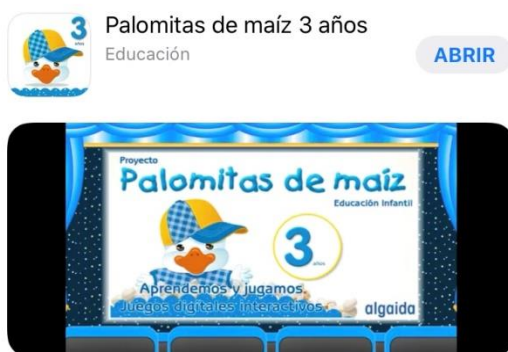 3
años
Palomitas de maíz 3 años
Educación
ABRIR
Proyecto
Palomitas de maíz
Educación Infantil
3
años
Aprendemos y jugamos.
Juegos digitales interactivos
algaida